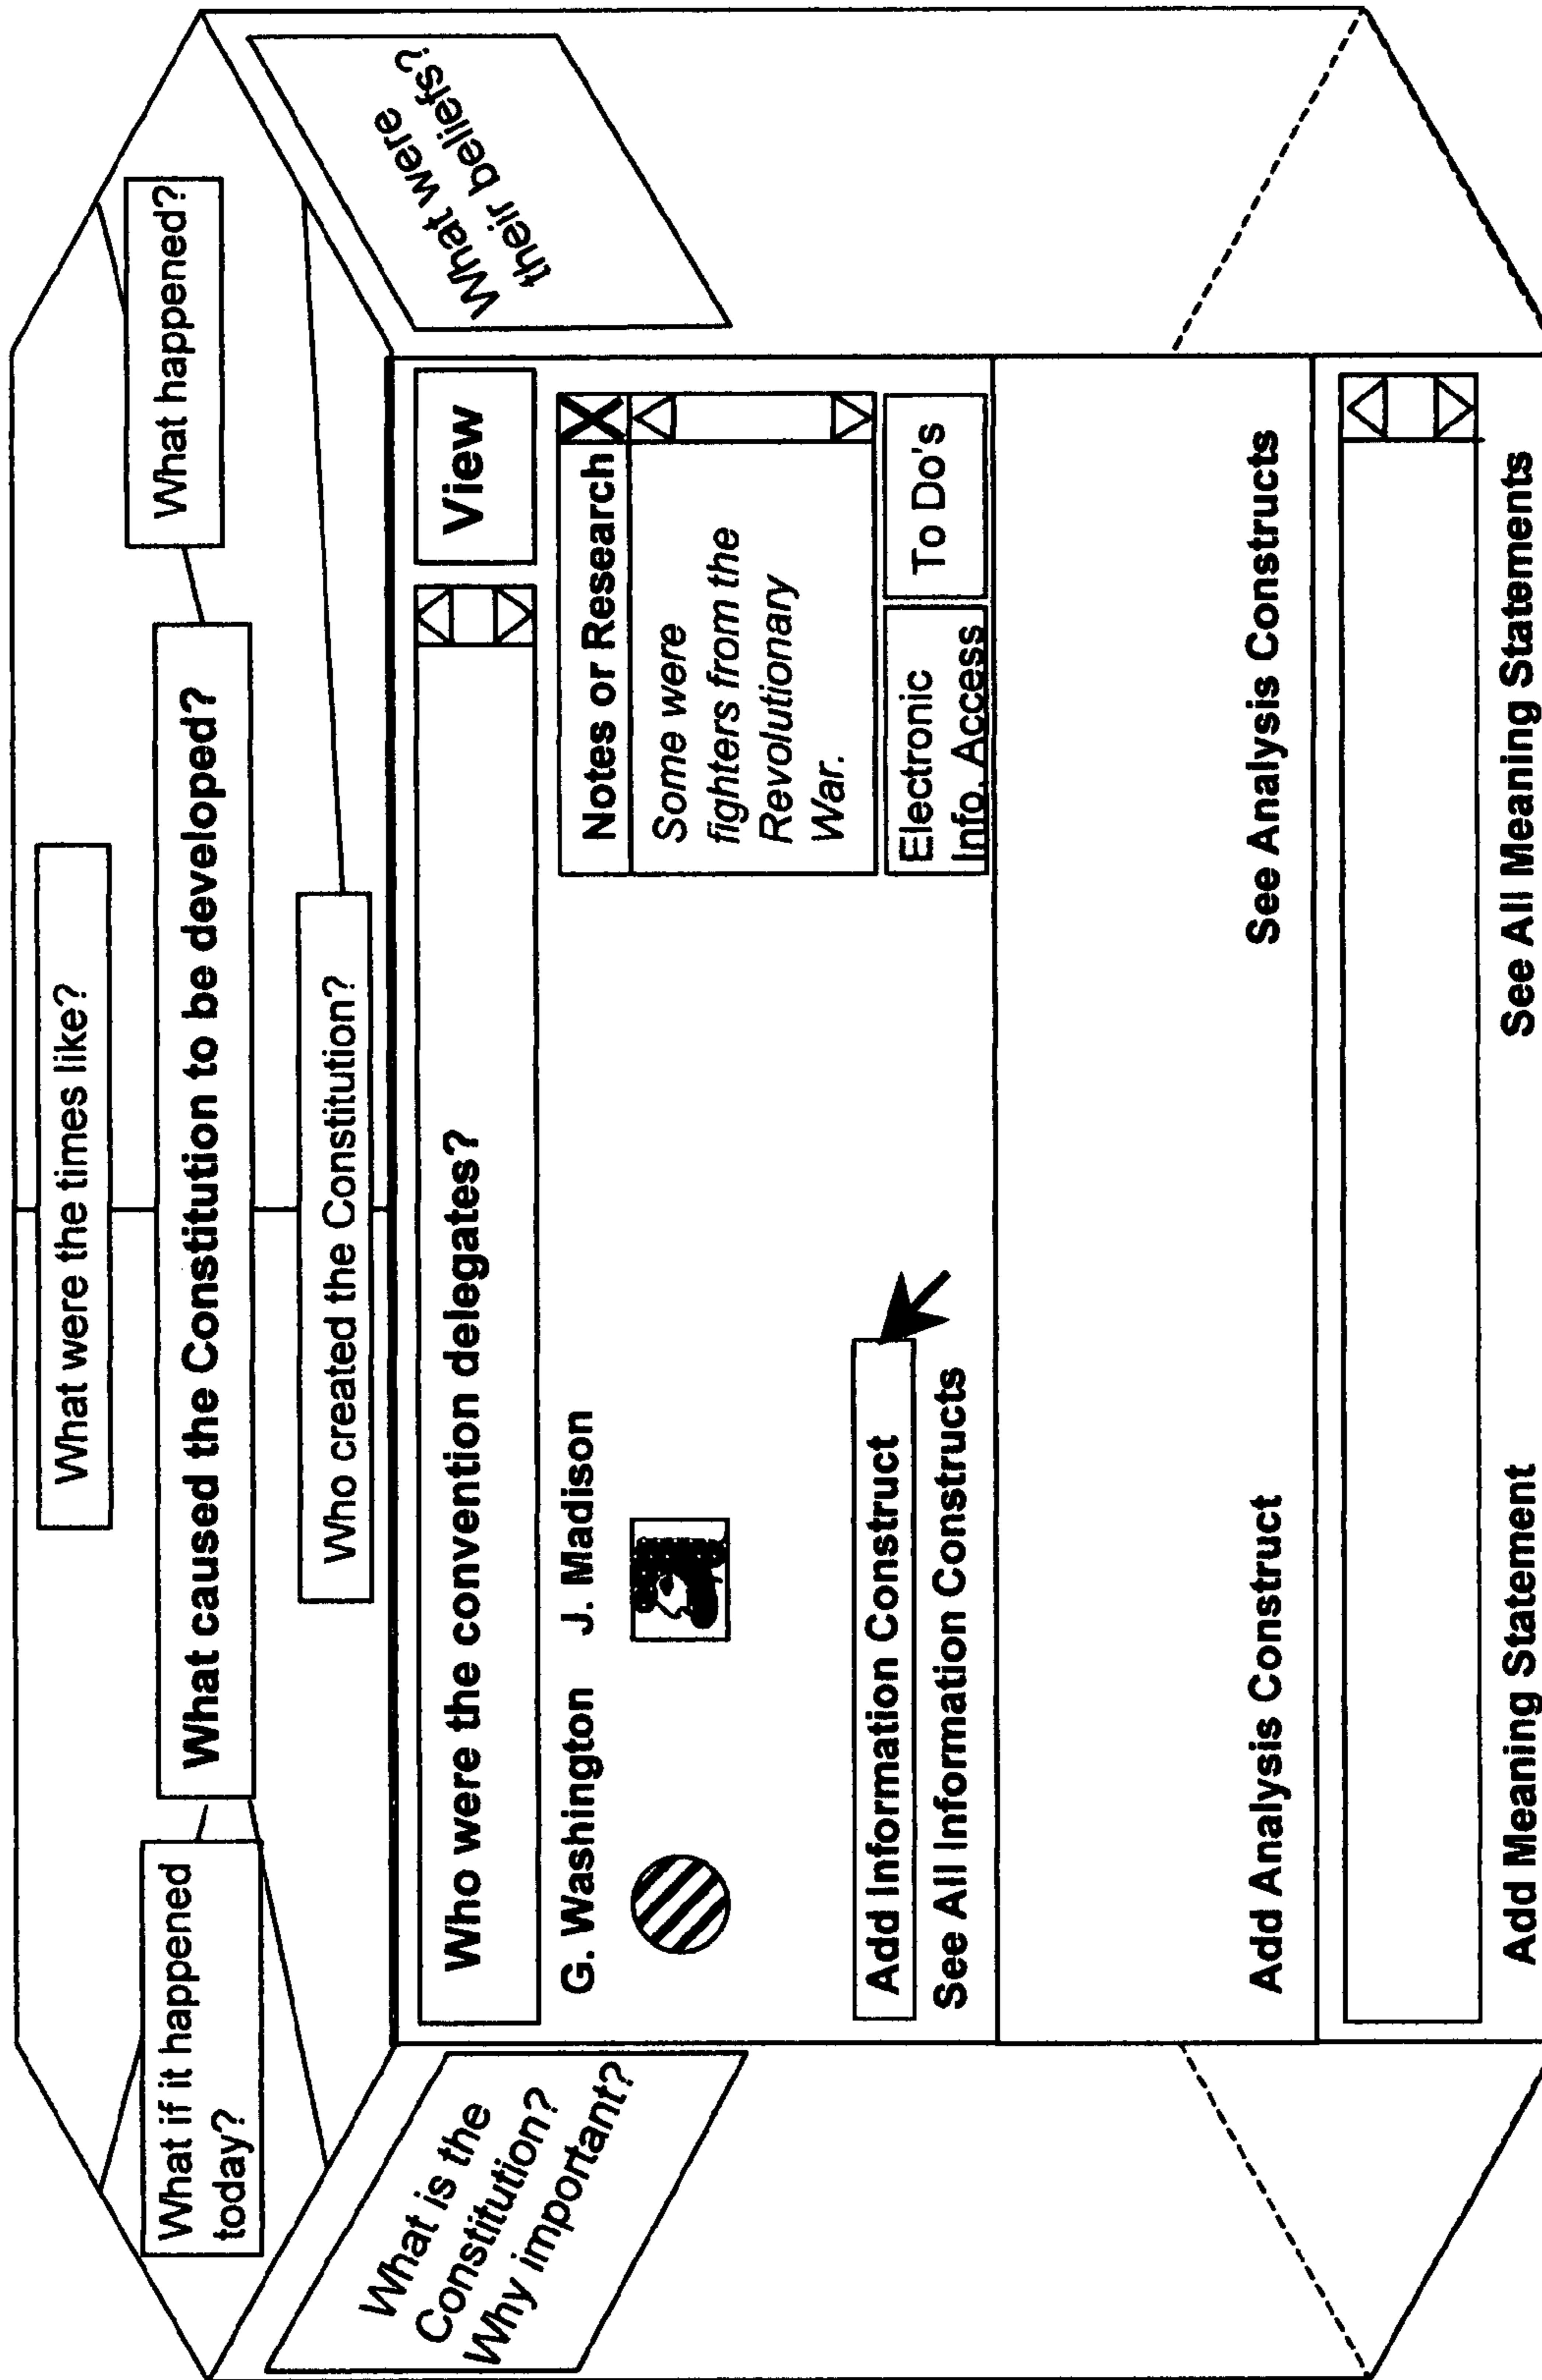 What were the times like?
What if it happened
today?
What caused the Constitution to be developed?
What happened?
Who created the Constitution?
What is the
Constitution?
Why important?
Who were the convention delegates?
View
What were
their beliefs?
G. Washington
J. Madison
Notes or Research
Some were
fighters from the
Revolutionary
War.
Add Information Construct
See All Information Constructs
Electronic
Info. Access
To Do's
Add Analysis Construct
See Analysis Constructs
Add Meaning Statement
See All Meaning Statements